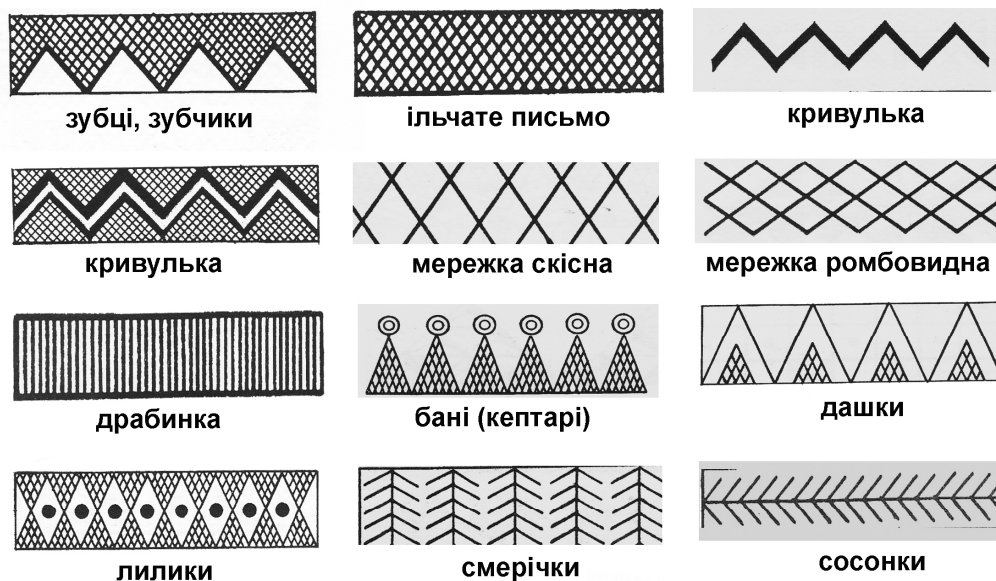 зубці, зубчики
ільчате письмо
кривулька
кривулька
мережка скісна
мережка ромбовидна
драбинка
бані (кептарі)
дашки
лилики
смерічки
сосонки